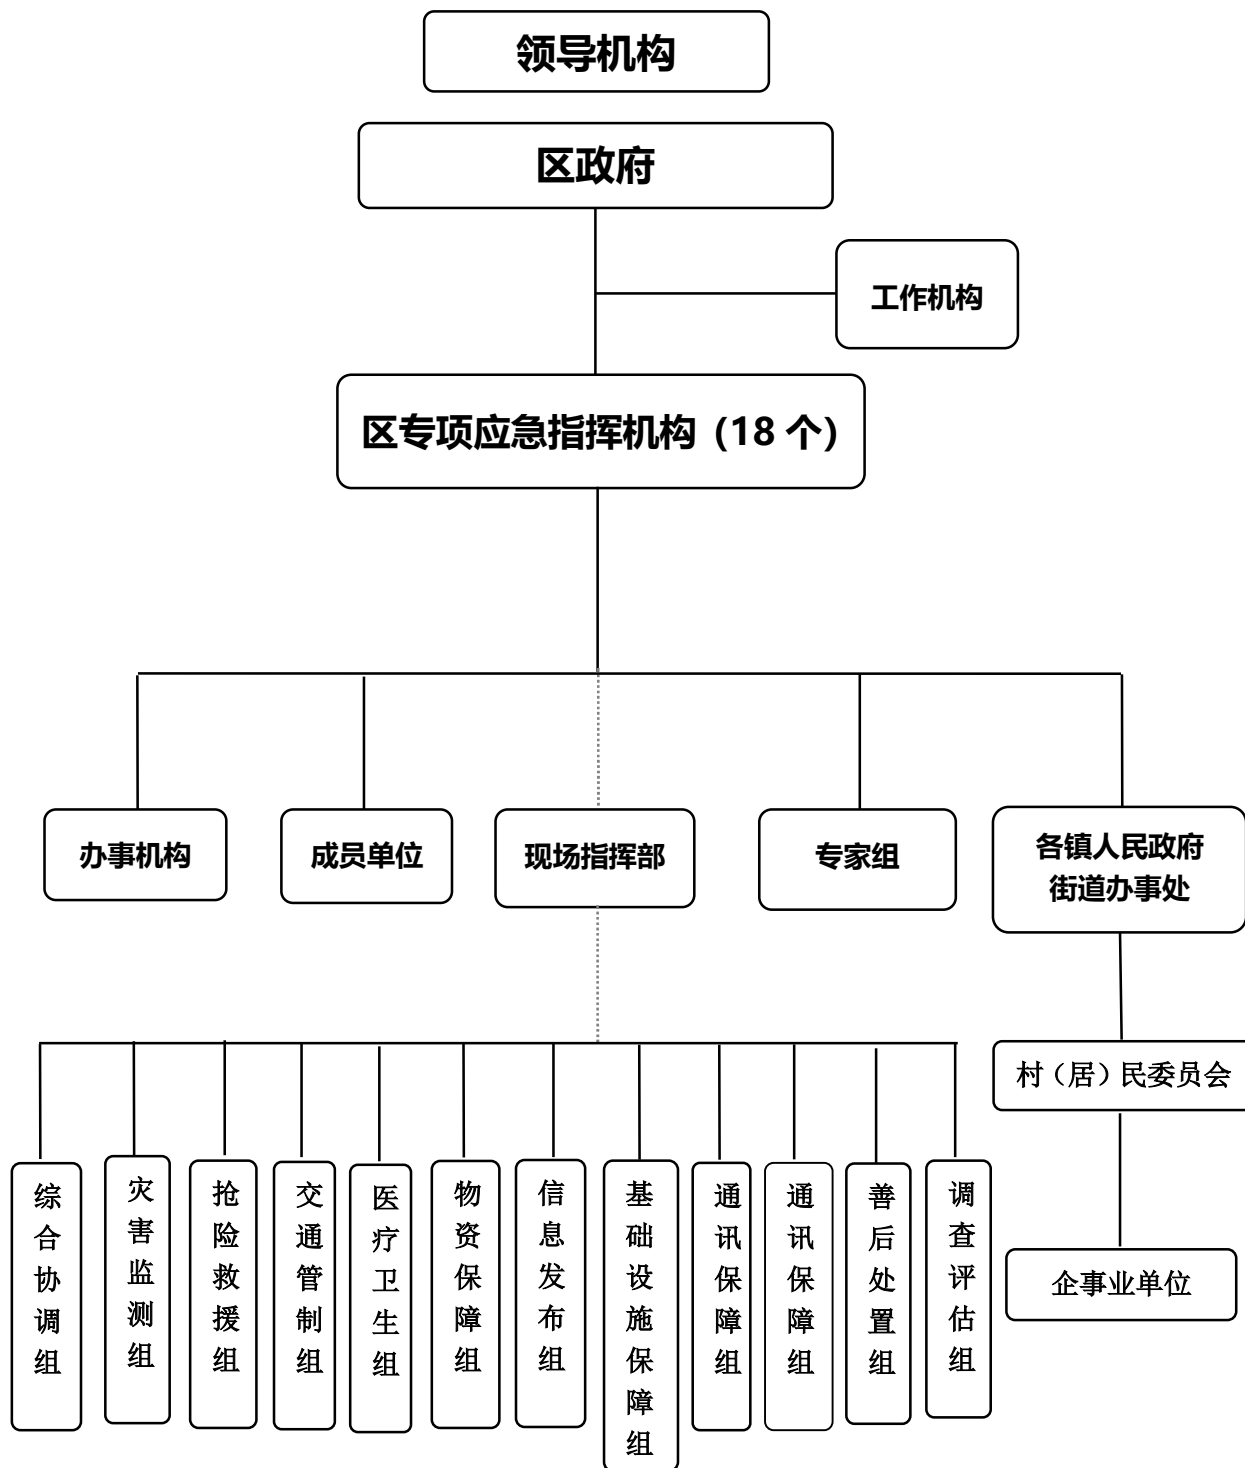 领导机构
区政府
工作机构
区专项应急指挥机构（18 个）
办事机构
成员单位
现场指挥部
专家组
各镇人民政府
街道办事处
村（居）民委员会
综合协调组
灾害监测组
抢险救援组
交通管制组
医疗卫生组
物资保障组
信息发布组
基础设施保障组
通讯保障组
通讯保障组
善后处置组
调查评估组
企事业单位